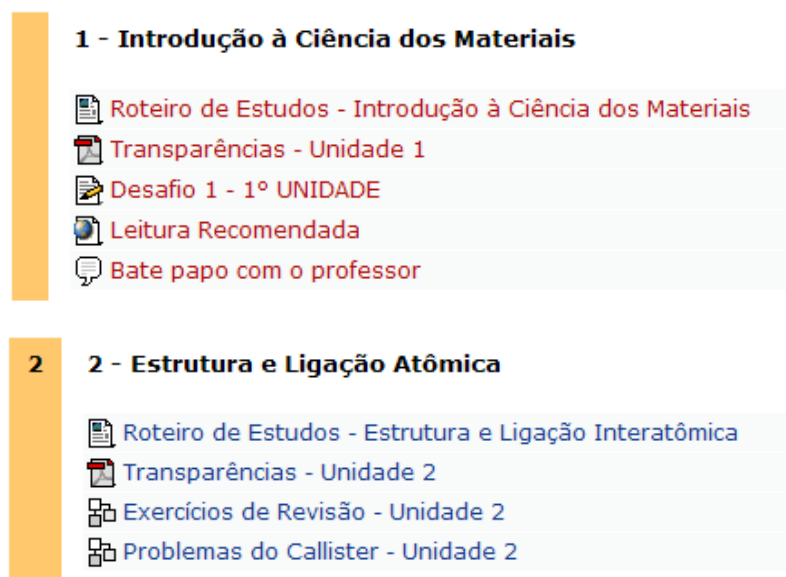 1 - Introdução à Ciência dos Materiais
Roteiro de Estudos - Introdução à Ciência dos Materiais
Transparências - Unidade 1
Desafio 1 - 1º UNIDADE
Leitura Recomendada
Bate papo com o professor
2 2 - Estrutura e Ligação Atômica
Roteiro de Estudos - Estrutura e Ligação Interatômica
Transparências - Unidade 2
Exercícios de Revisão - Unidade 2
Problemas do Callister - Unidade 2